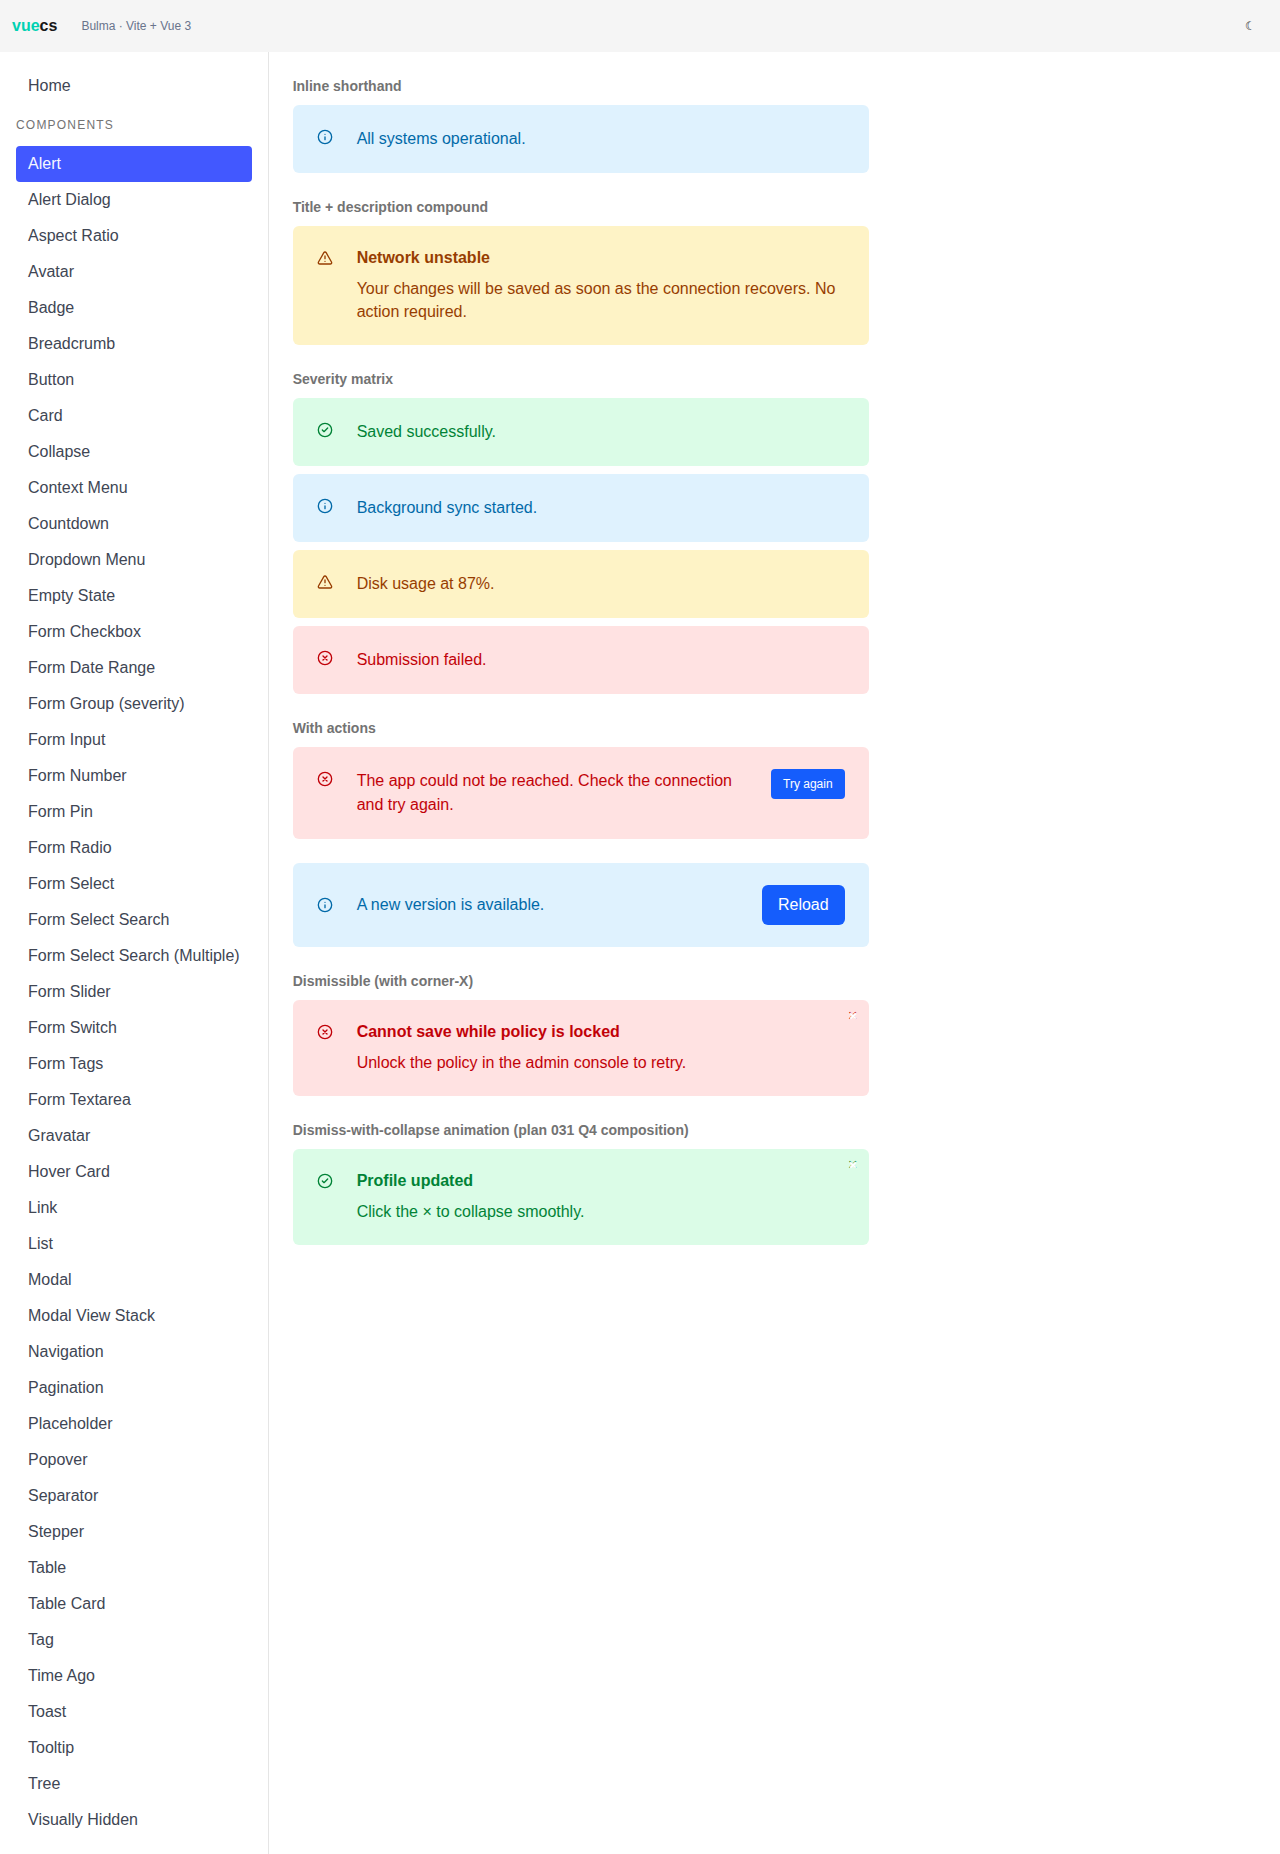 vuecs
Bulma · Vite + Vue 3
Home
COMPONENTS
Alert
Alert Dialog
Aspect Ratio
Avatar
Badge
Breadcrumb
Button
Card
Collapse
Context Menu
Countdown
Dropdown Menu
Empty State
Form Checkbox
Form Date Range
Form Group (severity)
Form Input
Form Number
Form Pin
Form Radio
Form Select
Form Select Search
Form Select Search (Multiple)
Form Slider
Form Switch
Form Tags
Form Textarea
Gravatar
Hover Card
Link
List
Modal
Modal View Stack
Navigation
Pagination
Placeholder
Popover
Separator
Stepper
Table
Table Card
Tag
Time Ago
Toast
Tooltip
Tree
Visually Hidden
Inline shorthand
All systems operational.
Title + description compound
Network unstable
Your changes will be saved as soon as the connection recovers. No
action required.
Severity matrix
Saved successfully.
Background sync started.
Disk usage at 87%.
Submission failed.
With actions
The app could not be reached. Check the connection
and try again.
Try again
A new version is available.
Reload
Dismissible (with corner-X)
Cannot save while policy is locked
Unlock the policy in the admin console to retry.
Dismiss-with-collapse animation (plan 031 Q4 composition)
Profile updated
Click the × to collapse smoothly.